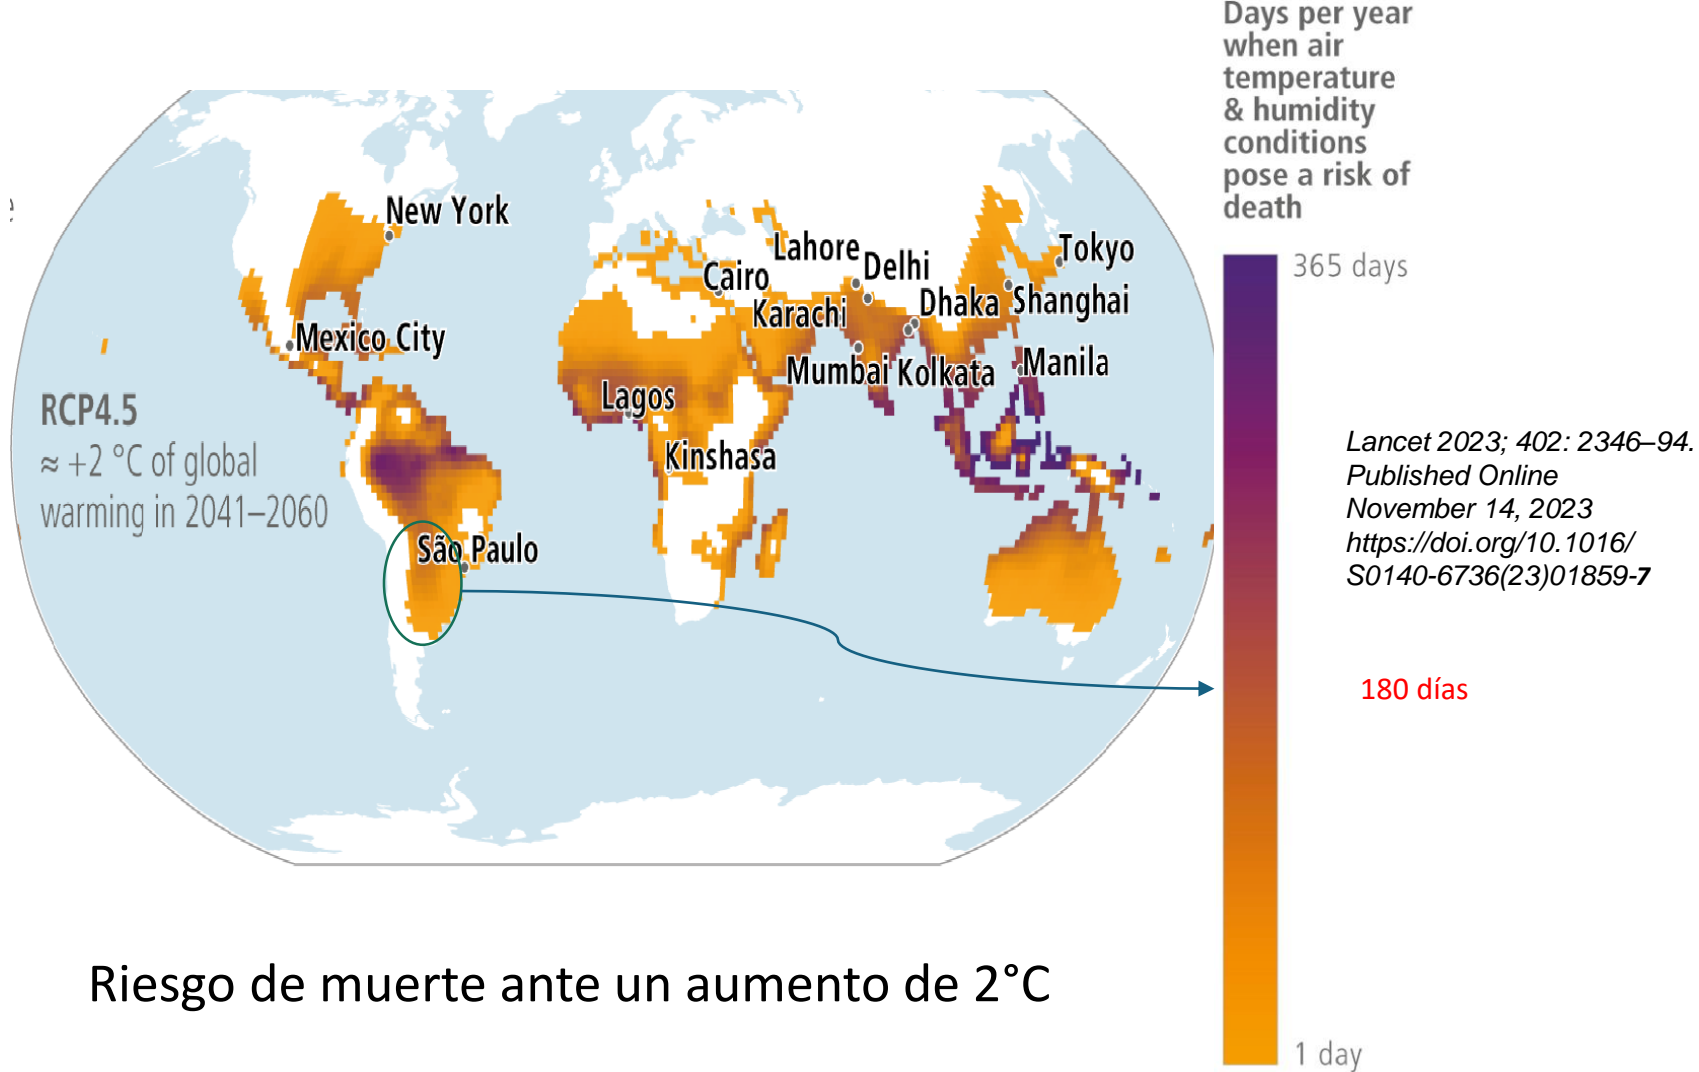 Days per year
when air
temperature
& humidity
conditions
pose a risk of
death
365 days
New York
Lahore
Delhi
Tokyo
Cairo
Karachi
Dhaka
Shanghai
Mexico City
Mumbai
Kolkata
Manila
Lagos
Kinshasa
São Paulo
RCP4.5
≈ +2 °C of global
warming in 2041–2060
Lancet 2023; 402: 2346–94.
Published Online
November 14, 2023
https://doi.org/10.1016/
S0140-6736(23)01859-7
180 días
Riesgo de muerte ante un aumento de 2°C
1 day